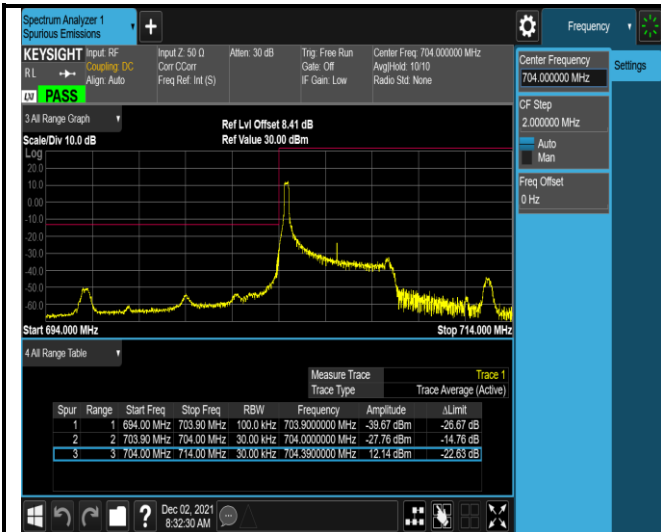 Spectrum Analyzer 1
Spurious Emissions
Frequency
KEYSIGHT
Input: RF
Coupling: DC
Align: Auto
Input Z: 50 Ω
Corr CCorr
Freq Ref: Int (S)
Atten: 30 dB
Trig: Free Run
Gate: Off
IF Gain: Low
Center Freq: 704.000000 MHz
Avg|Hold: 10/10
Radio Std: None
R L
LXI
PASS
Center Frequency
704.000000 MHz
Settings
CF Step
2.000000 MHz
Auto
Man
Freq Offset
0 Hz
3 All Range Graph
Ref Lvl Offset 8.41 dB
Scale/Div 10.0 dB
Ref Value 30.00 dBm
Log
20.0
10.0
0.00
-10.0
-20.0
-30.0
-40.0
-50.0
-60.0
Start 694.000 MHz
Stop 714.000 MHz
4 All Range Table
Measure Trace Trace 1
Trace Type Trace Average (Active)
Spur Range Start Freq Stop Freq RBW Frequency Amplitude ΔLimit
1 1 694.00 MHz 703.90 MHz 100.0 kHz 703.9000000 MHz -39.67 dBm -26.67 dB
2 2 703.90 MHz 704.00 MHz 30.00 kHz 704.0000000 MHz -27.76 dBm -14.76 dB
3 3 704.00 MHz 714.00 MHz 30.00 kHz 704.3900000 MHz 12.14 dBm -22.63 dB
Dec 02, 2021
8:32:30 AM